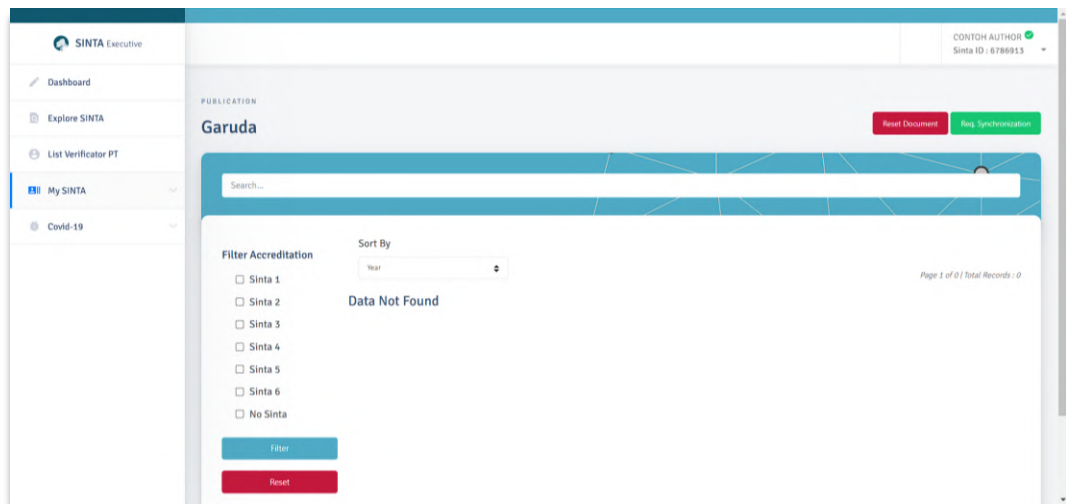 SINTA Executive
CONTOH AUTHOR
Sinta ID : 6786913
Dashboard
Explore SINTA
List Verificator PT
My SINTA
Covid-19
PUBLICATION
Garuda
Reset Document
Req. Synchronization
Search...
Filter Accreditation
Sinta 1
Sinta 2
Sinta 3
Sinta 4
Sinta 5
Sinta 6
No Sinta
Filter
Reset
Sort By
Year
Page 1 of 0 | Total Records : 0
Data Not Found